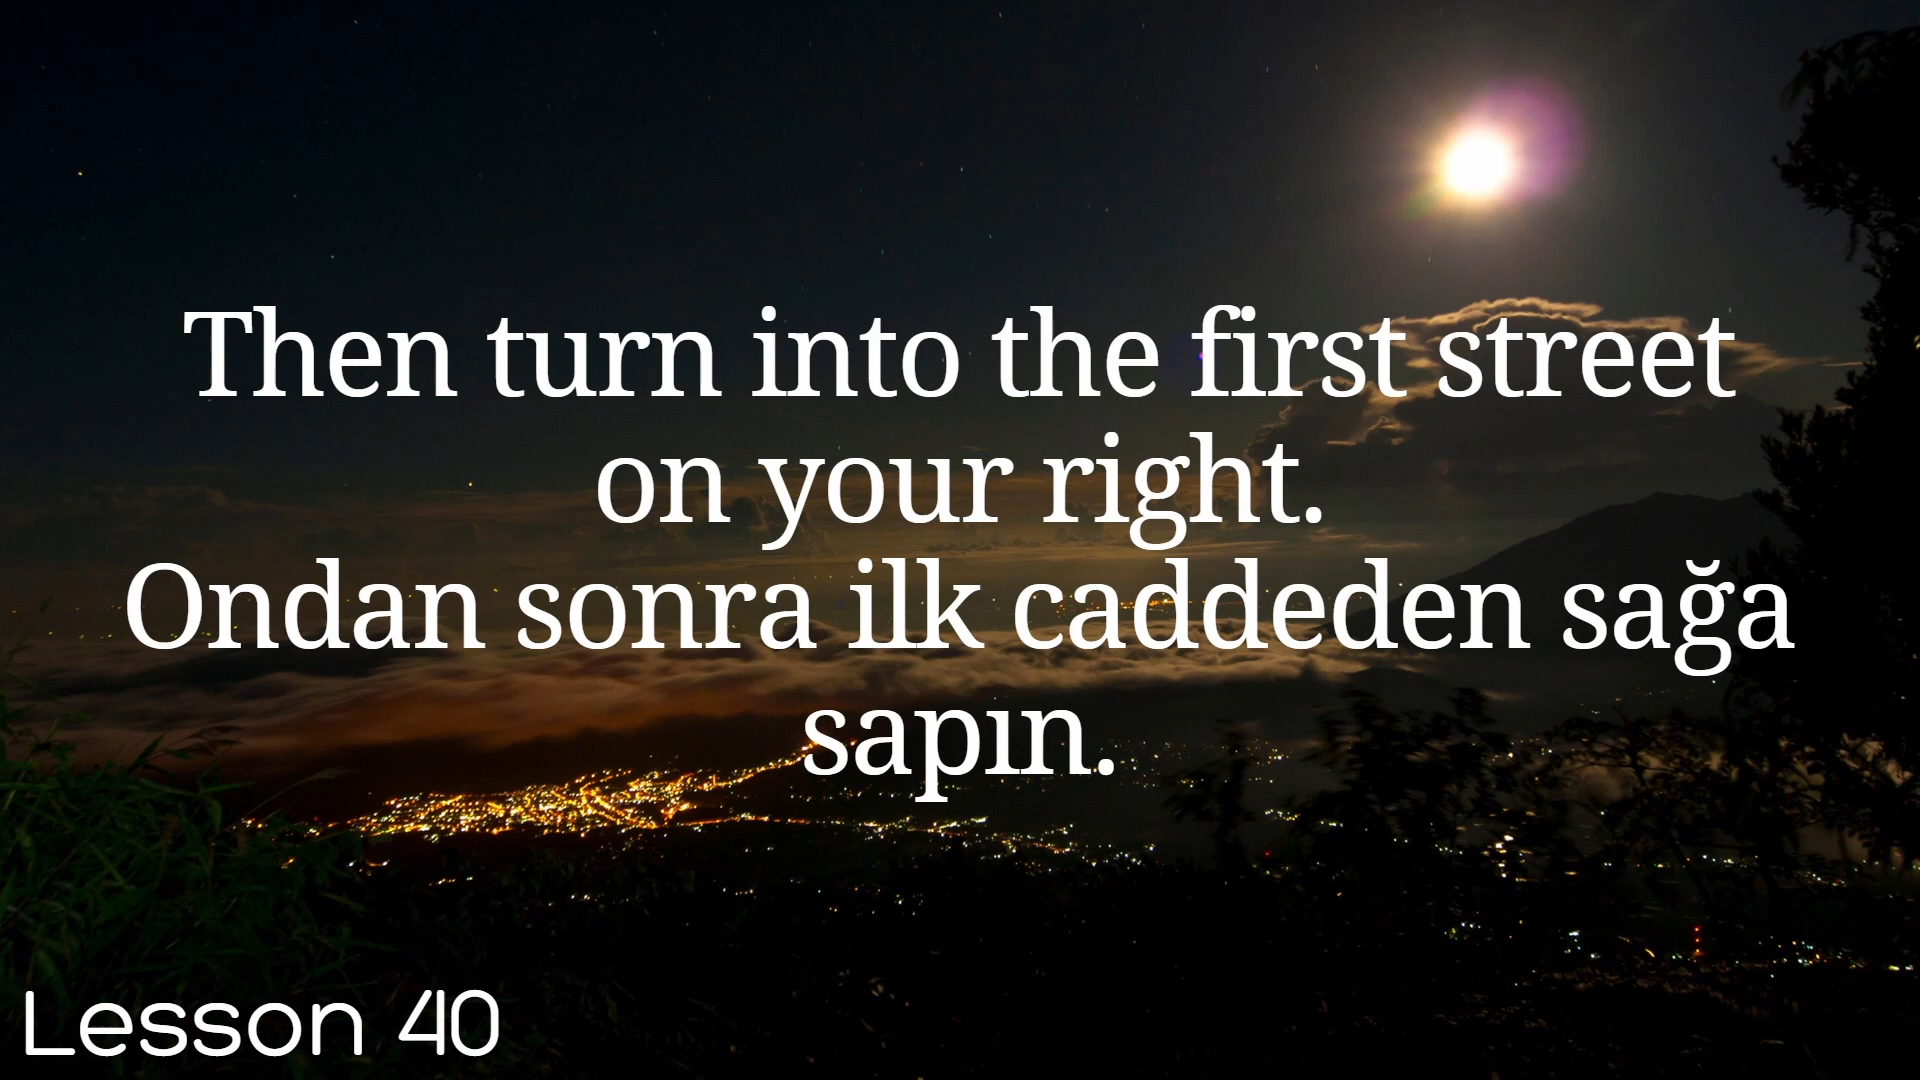 Then turn into the first street
on your right.
Ondan sonra ilk caddeden sağa
sapın.
Lesson 40